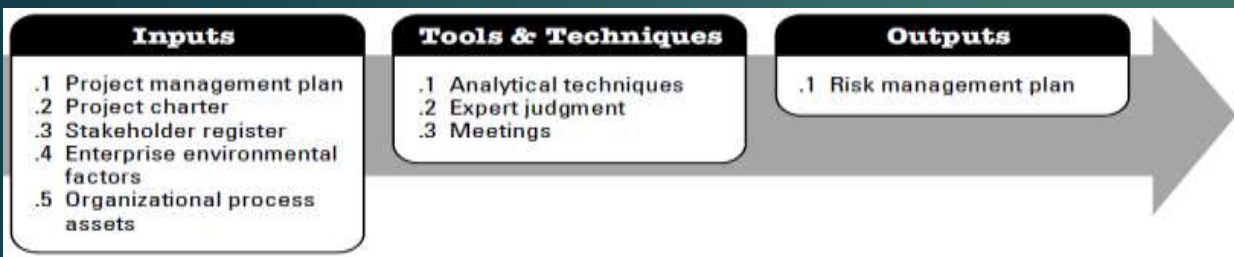 Inputs
.1 Project management plan
.2 Project charter
.3 Stakeholder register
.4 Enterprise environmental
factors
.5 Organizational process
assets
Tools & Techniques
.1 Analytical techniques
.2 Expert judgment
.3 Meetings
Outputs
.1 Risk management plan